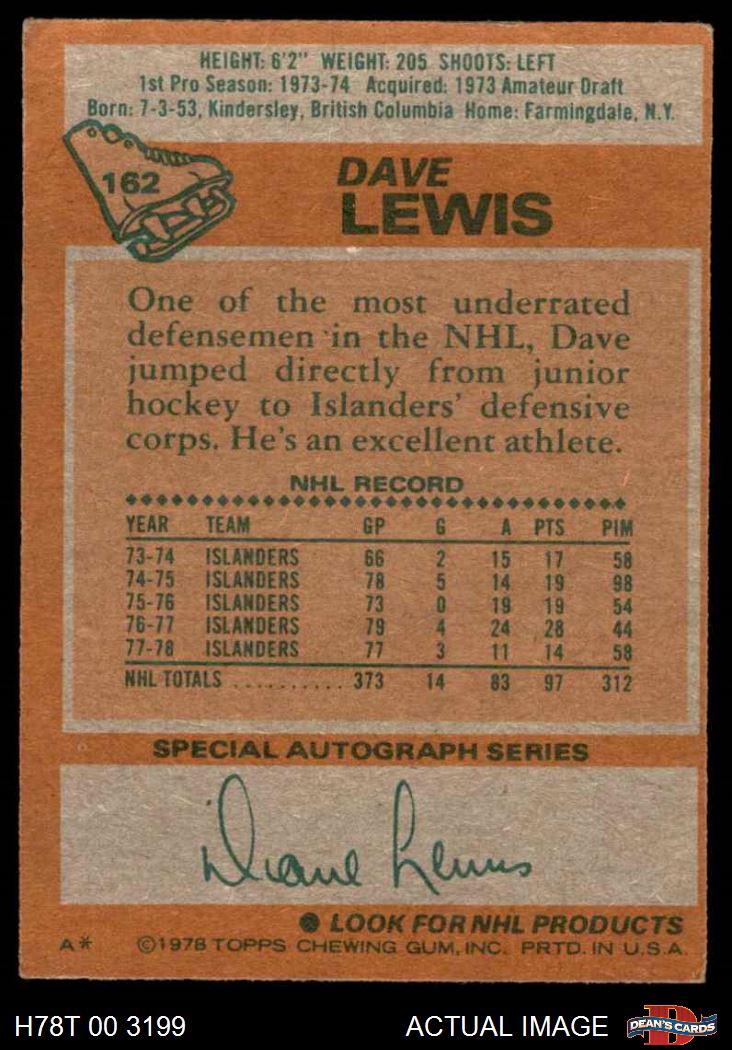 HEIGHT: 6'2" WEIGHT: 205 SHOOTS: LEFT
1st Pro Season: 1973-74 Acquired: 1973 Amateur Draft
Born: 7-3-53, Kindersley, British Columbia Home: Farmingdale, N.Y.
162
DAVE
LEWIS
One of the most underrated
defensemen in the NHL, Dave
jumped directly from junior
hockey to Islanders' defensive
corps. He's an excellent athlete.
NHL RECORD
YEAR TEAM GP G A PTS PIM
73-74 ISLANDERS 66 2 15 17 58
74-75 ISLANDERS 78 5 14 19 98
75-76 ISLANDERS 73 0 19 19 54
76-77 ISLANDERS 79 4 24 28 44
77-78 ISLANDERS 77 3 11 14 58
NHL TOTALS .......... 373 14 83 97 312
SPECIAL AUTOGRAPH SERIES
Diane Lewis
● LOOK FOR NHL PRODUCTS
A* ©1978 TOPPS CHEWING GUM, INC. PRTD. IN U.S.A.
H78T 00 3199 ACTUAL IMAGE
D
DEAN'S CARDS